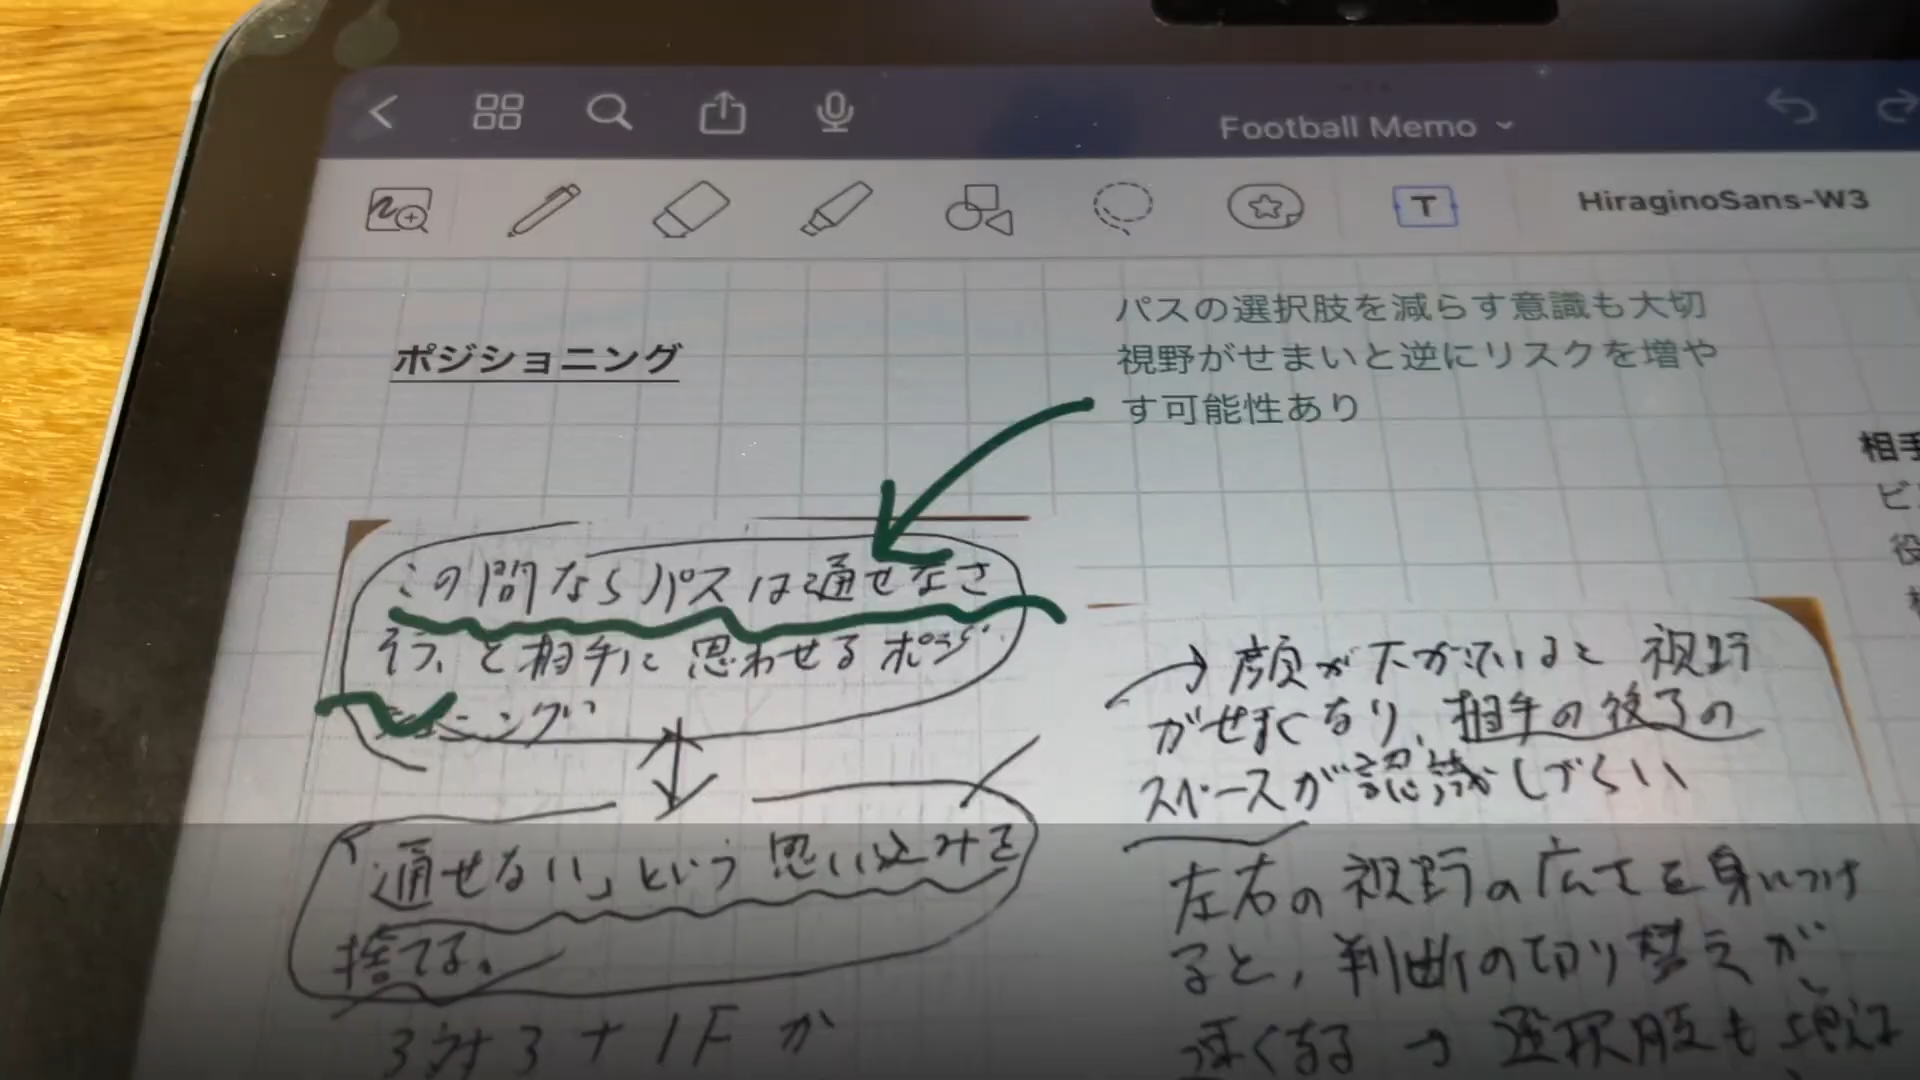 Football Memo
T
HiraginoSans-W3
パスの選択肢を減らす意識も大切
視野がせまいと逆にリスクを増や
す可能性あり
ポジショニング
相手
ビ
役
この間ならパスは通せなさ
そう、と相手に思わせるポジ
ショニング
「通せない」という思い込みを
捨てる。
3対3+1Fか
→顔が下がっていると視野
がせまくなり、相手の後ろの
スペースが認識しづらい
左右の視野の広さを身につけ
ると、判断の切り替えが
速くなる→選択肢も増える